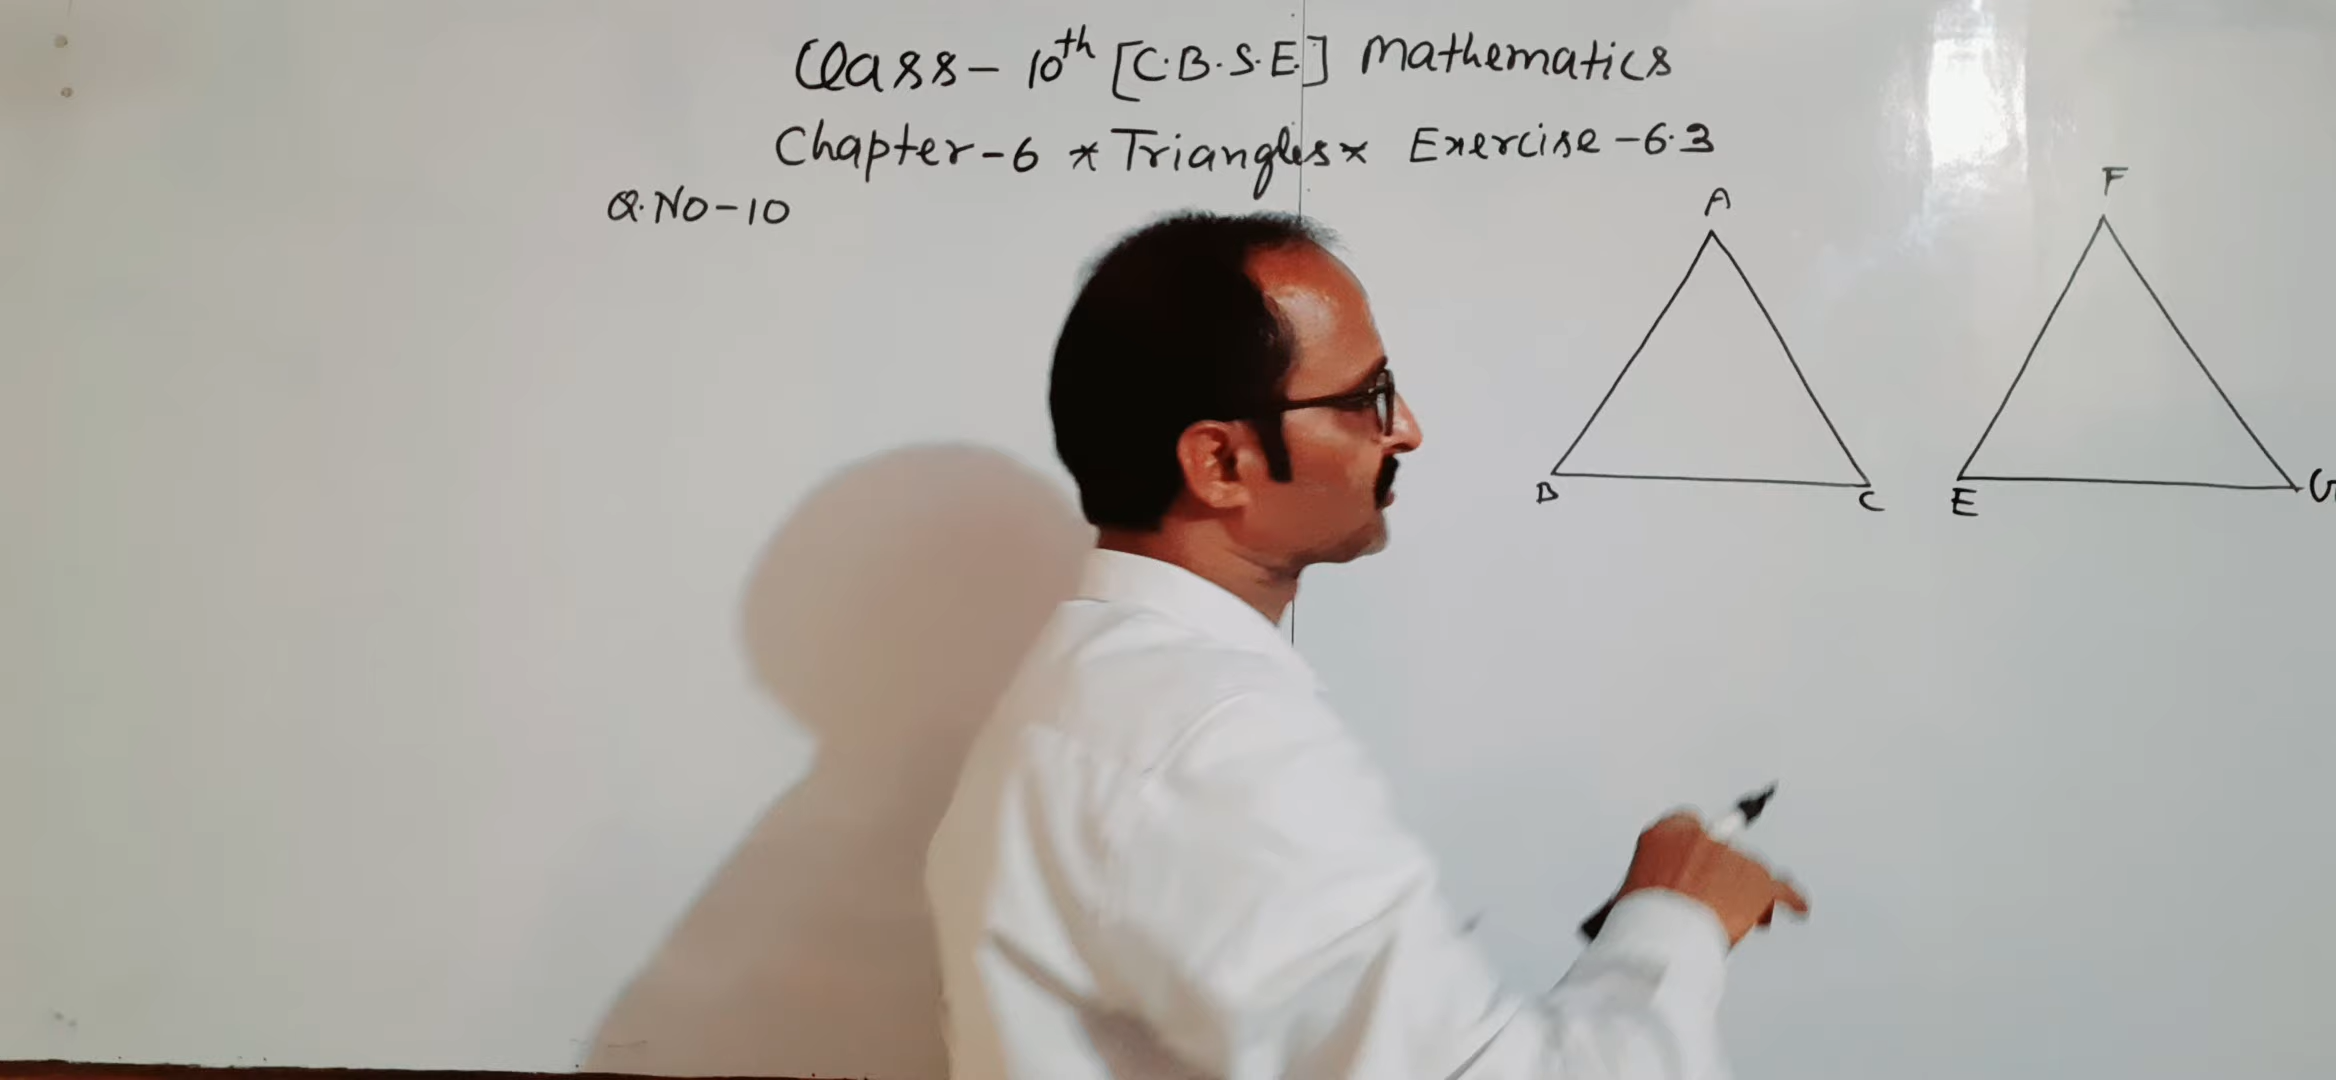 Class - 10th [C.B.S.E.] Mathematics
Chapter-6 * Triangles * Exercise -6.3
Q.No-10
A
F
B
C
E
G